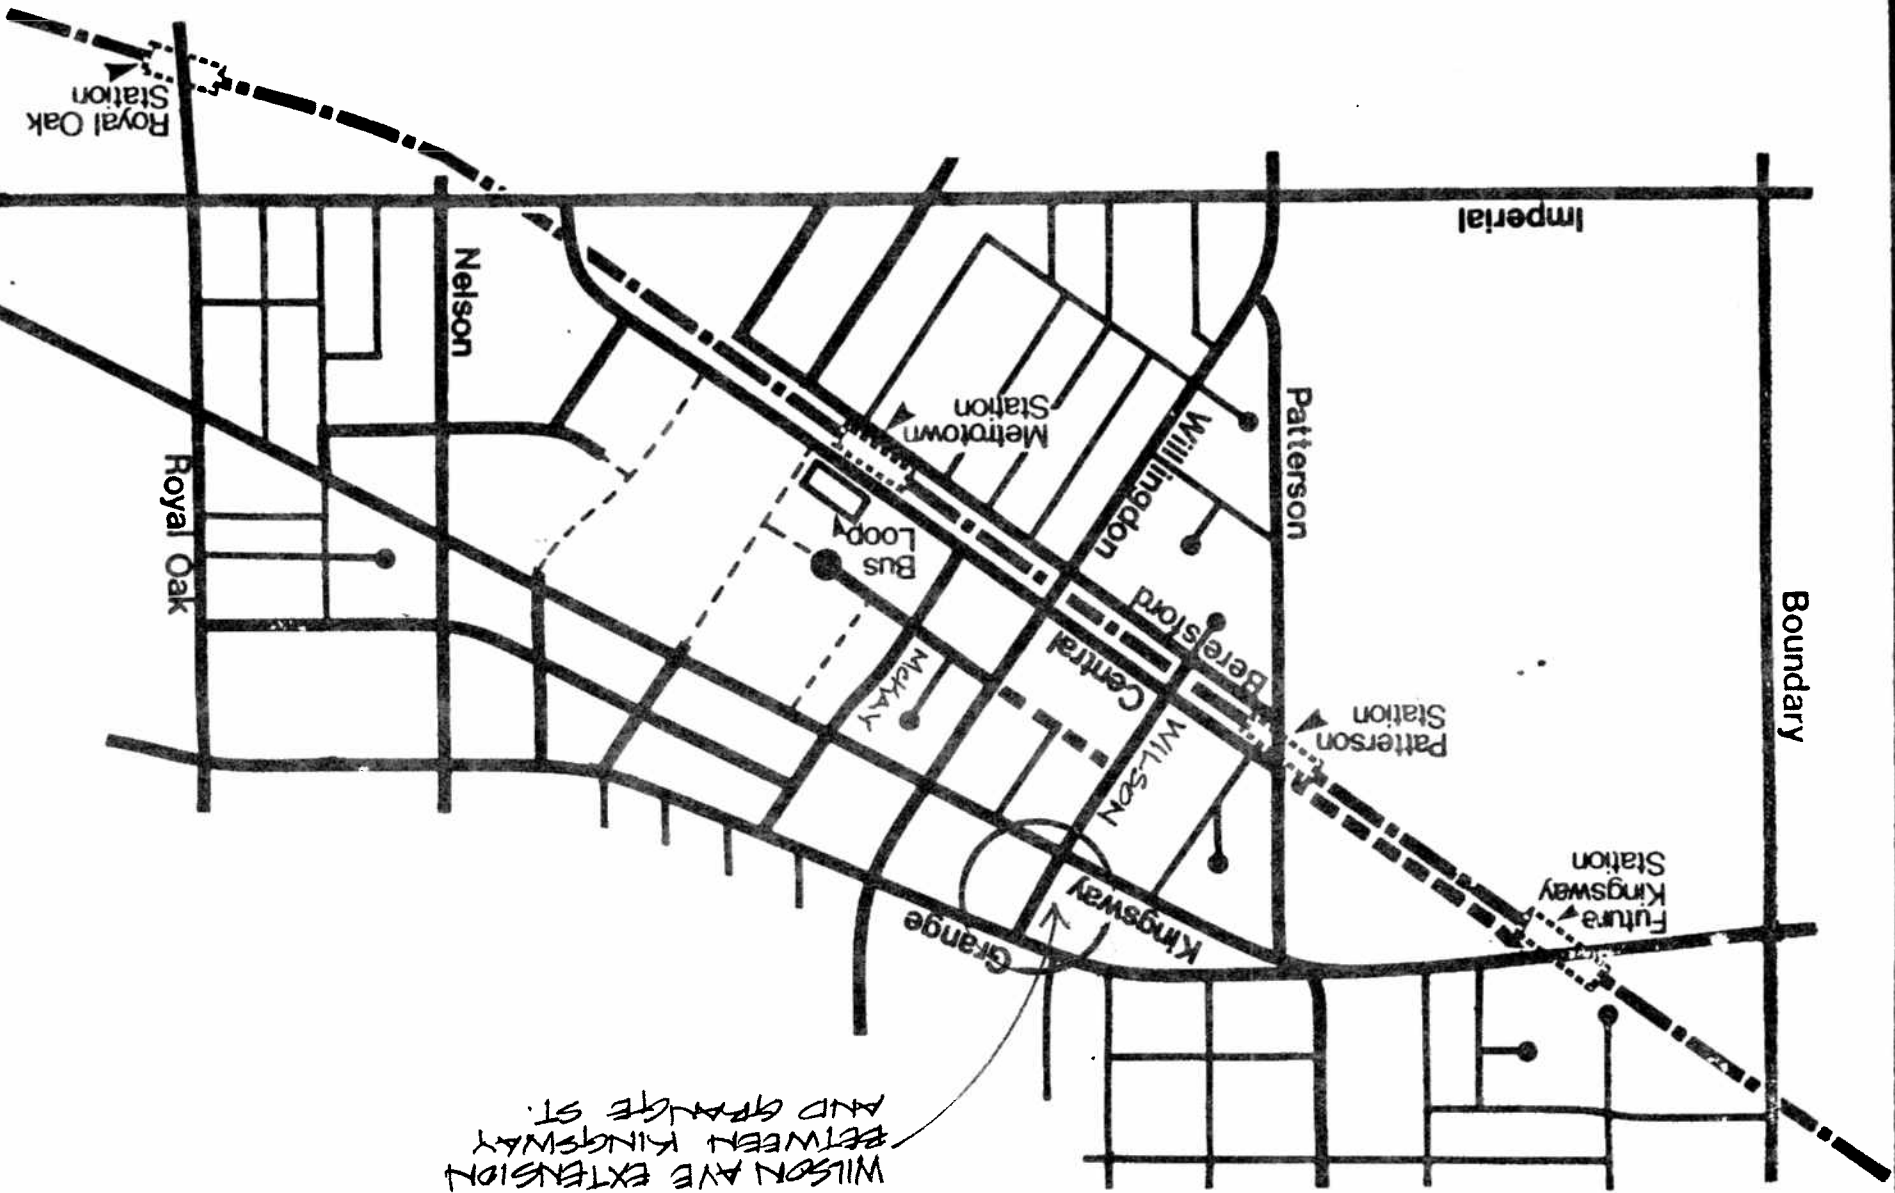 WILSON AVE EXTENSION
BETWEEN KINGSWAY
AND GRANGE ST.
Future
Kingsway
Station
Grange
Kingsway
Boundary
Patterson
Station
WILSON
McKAY
Central
Beresford
Royal Oak
Bus
Loop
Willingdon
Patterson
Metrotown
Station
Nelson
Imperial
Royal Oak
Station